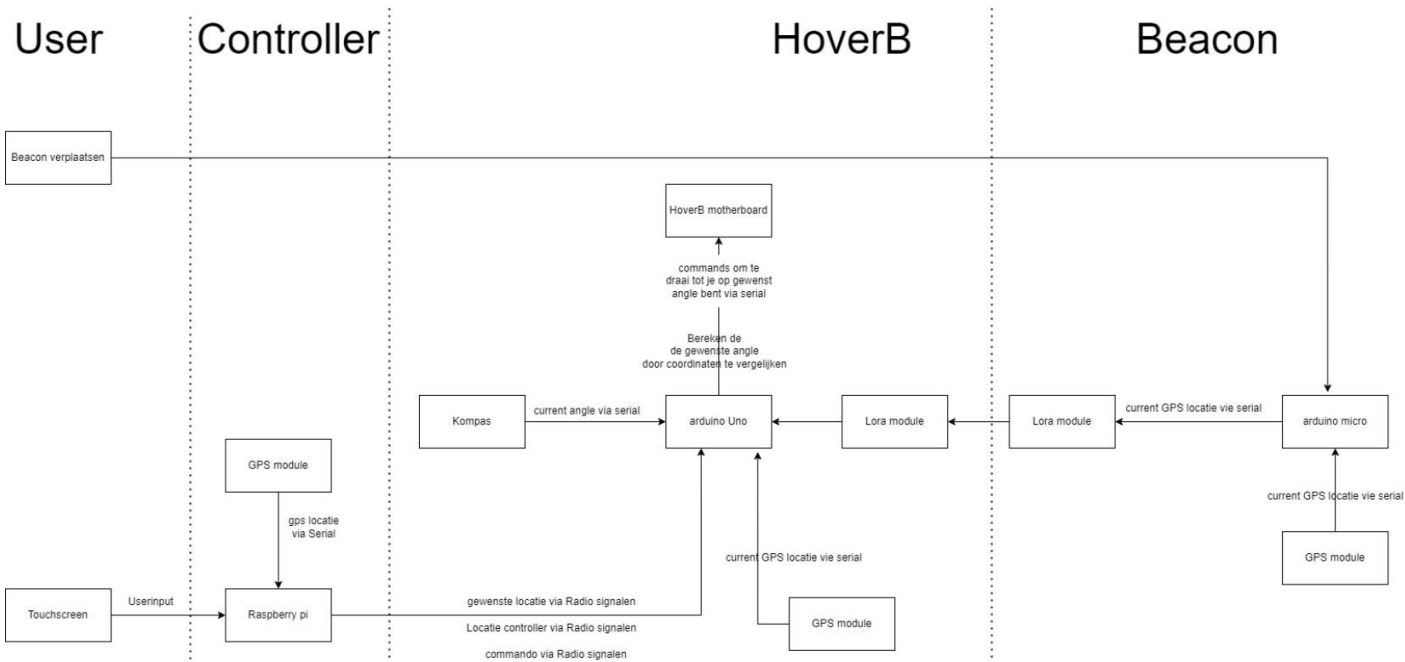 User
Controller
HoverB
Beacon
Beacon verplaatsen
HoverB motherboard
commands om te
draai tot je op gewenst
angle bent via serial
Bereken de
de gewenste angle
door coordinaten te vergelijken
Kompas
current angle via serial
arduino Uno
Lora module
Lora module
current GPS locatie vie serial
arduino micro
GPS module
current GPS locatie vie serial
gps locatie
via Serial
current GPS locatie vie serial
GPS module
Touchscreen
Userinput
Raspberry pi
gewenste locatie via Radio signalen
Locatie controller via Radio signalen
commando via Radio signalen
GPS module